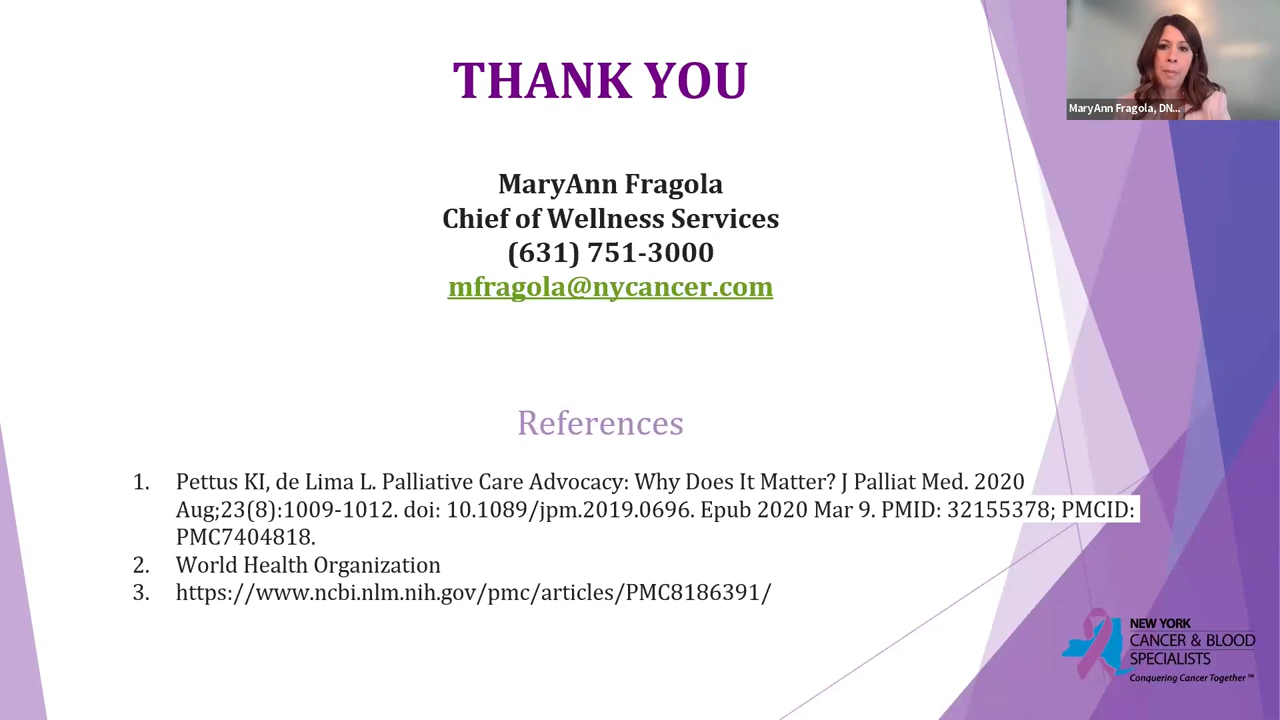 THANK YOU
MaryAnn Fragola, DN...
MaryAnn Fragola
Chief of Wellness Services
(631) 751-3000
mfragola@nycancer.com
References
1. Pettus KI, de Lima L. Palliative Care Advocacy: Why Does It Matter? J Palliat Med. 2020
Aug;23(8):1009-1012. doi: 10.1089/jpm.2019.0696. Epub 2020 Mar 9. PMID: 32155378; PMCID:
PMC7404818.
2. World Health Organization
3. https://www.ncbi.nlm.nih.gov/pmc/articles/PMC8186391/
NEW YORK
CANCER & BLOOD
SPECIALISTS
Conquering Cancer Together℠